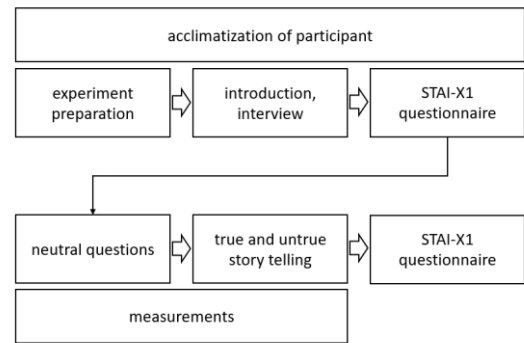 acclimatization of participant
experiment
preparation
introduction,
interview
STAI-X1
questionnaire
neutral questions
true and untrue
story telling
STAI-X1
questionnaire
measurements